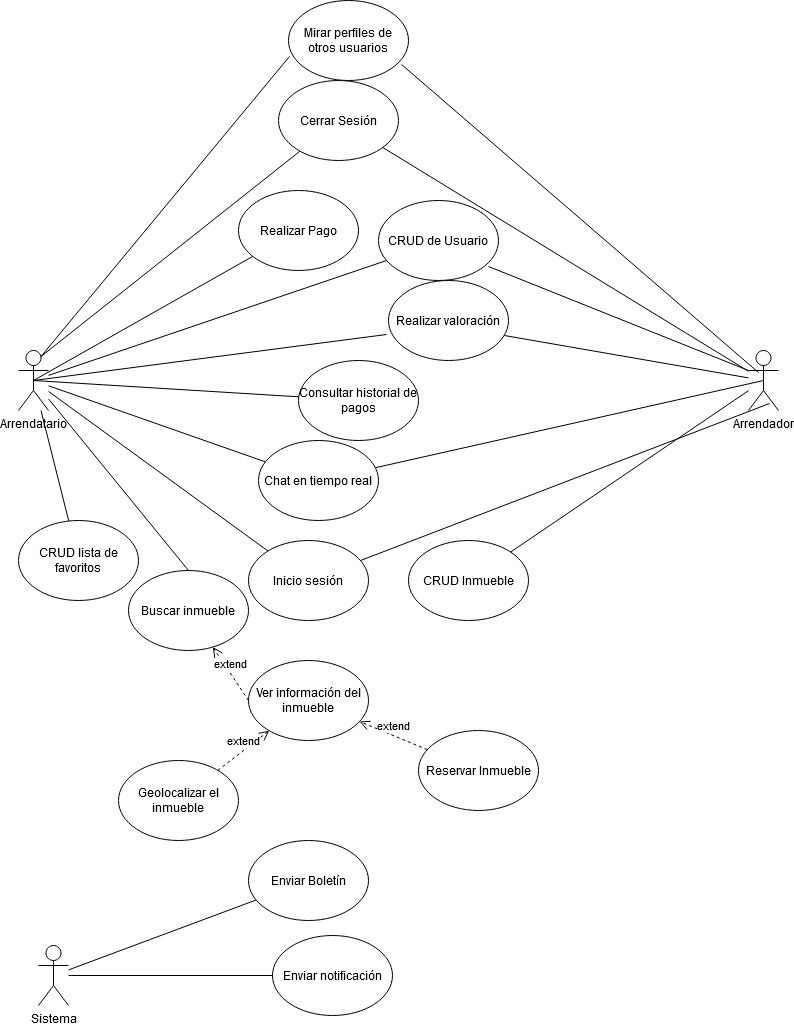 Mirar perfiles de
otros usuarios
Cerrar Sesión
Realizar Pago
CRUD de Usuario
Realizar valoración
Consultar historial de
pagos
Arrendatario
Arrendador
Chat en tiempo real
CRUD lista de
favoritos
Inicio sesión
CRUD Inmueble
Buscar inmueble
extend
Ver información del
inmueble
extend
extend
Reservar Inmueble
Geolocalizar el
inmueble
Enviar Boletín
Enviar notificación
Sistema